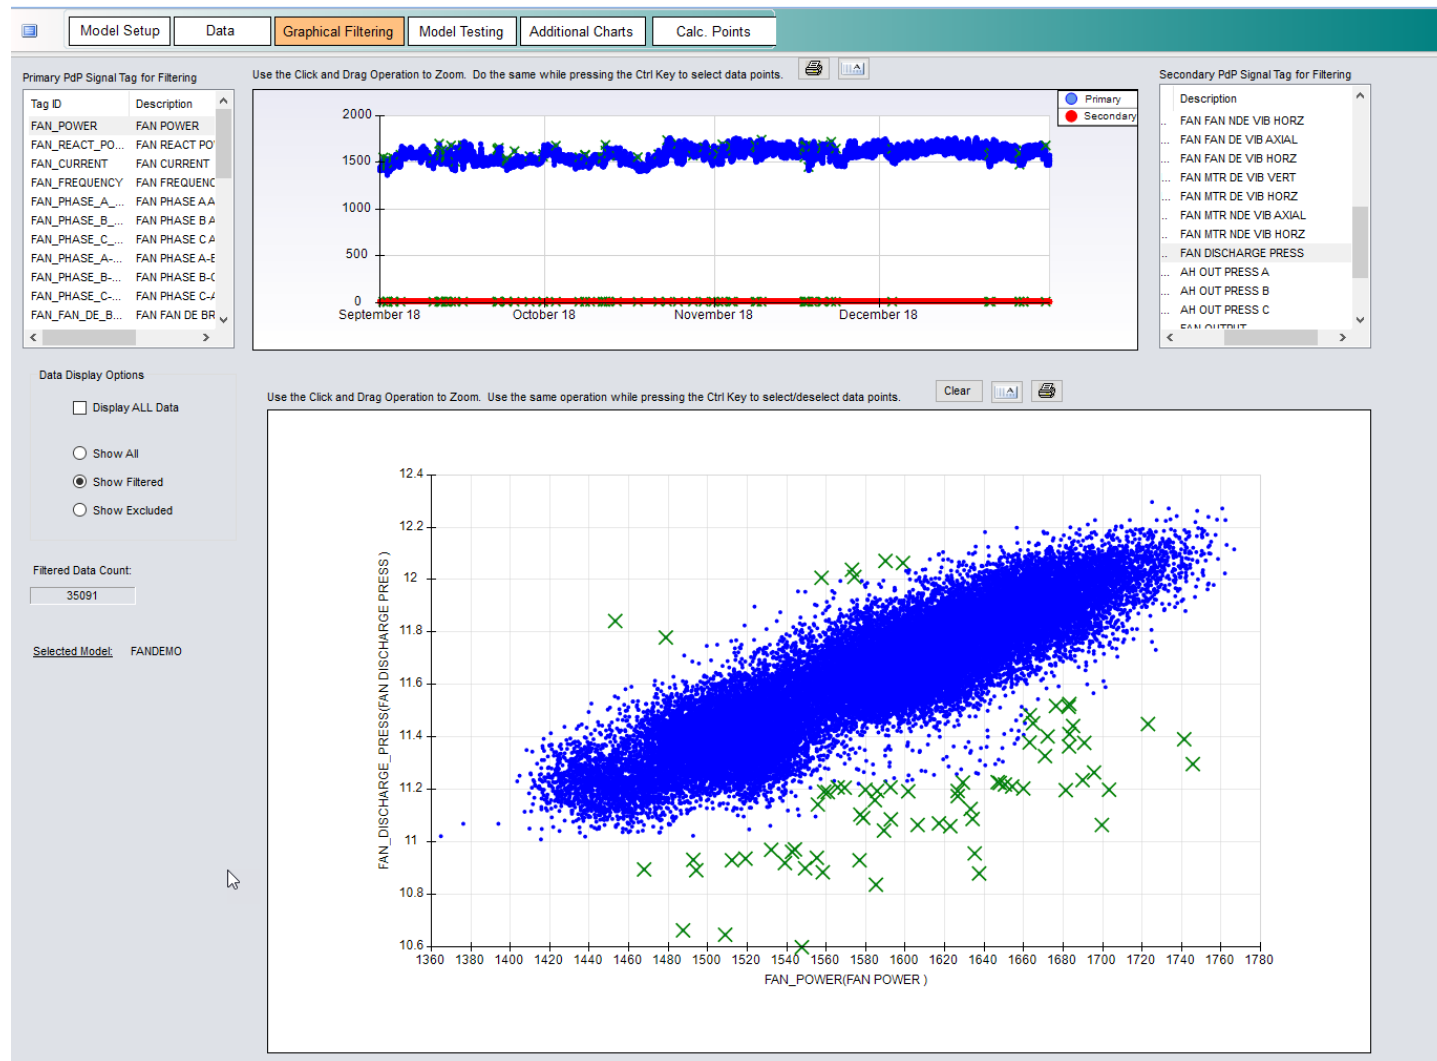 Model Setup
Data
Graphical Filtering
Model Testing
Additional Charts
Calc. Points
Primary PdP Signal Tag for Filtering
Tag ID Description
FAN_POWER FAN POWER
FAN_REACT_PO... FAN REACT PO
FAN_CURRENT FAN CURRENT
FAN_FREQUENCY FAN FREQUENC
FAN_PHASE_A_... FAN PHASE A A
FAN_PHASE_B_... FAN PHASE B A
FAN_PHASE_C_... FAN PHASE C A
FAN_PHASE_A-... FAN PHASE A-E
FAN_PHASE_B-... FAN PHASE B-C
FAN_PHASE_C-... FAN PHASE C-A
FAN_FAN_DE_B... FAN FAN DE BR
Use the Click and Drag Operation to Zoom. Do the same while pressing the Ctrl Key to select data points.
Primary
Secondary
2000
1500
1000
500
0
September 18 October 18 November 18 December 18
Secondary PdP Signal Tag for Filtering
Description
.. FAN FAN NDE VIB HORZ
... FAN FAN DE VIB AXIAL
... FAN FAN DE VIB HORZ
... FAN MTR DE VIB VERT
... FAN MTR DE VIB HORZ
.. FAN MTR NDE VIB AXIAL
.. FAN MTR NDE VIB HORZ
.. FAN DISCHARGE PRESS
... AH OUT PRESS A
... AH OUT PRESS B
... AH OUT PRESS C
FAN OUTPUT
Data Display Options
Display ALL Data
Show All
Show Filtered
Show Excluded
Filtered Data Count:
35091
Selected Model: FANDEMO
Use the Click and Drag Operation to Zoom. Use the same operation while pressing the Ctrl Key to select/deselect data points.
Clear
FAN_DISCHARGE_PRESS(FAN DISCHARGE PRESS )
12.4
12.2
12
11.8
11.6
11.4
11.2
11
10.8
10.6
1360 1380 1400 1420 1440 1460 1480 1500 1520 1540 1560 1580 1600 1620 1640 1660 1680 1700 1720 1740 1760 1780
FAN_POWER(FAN POWER )